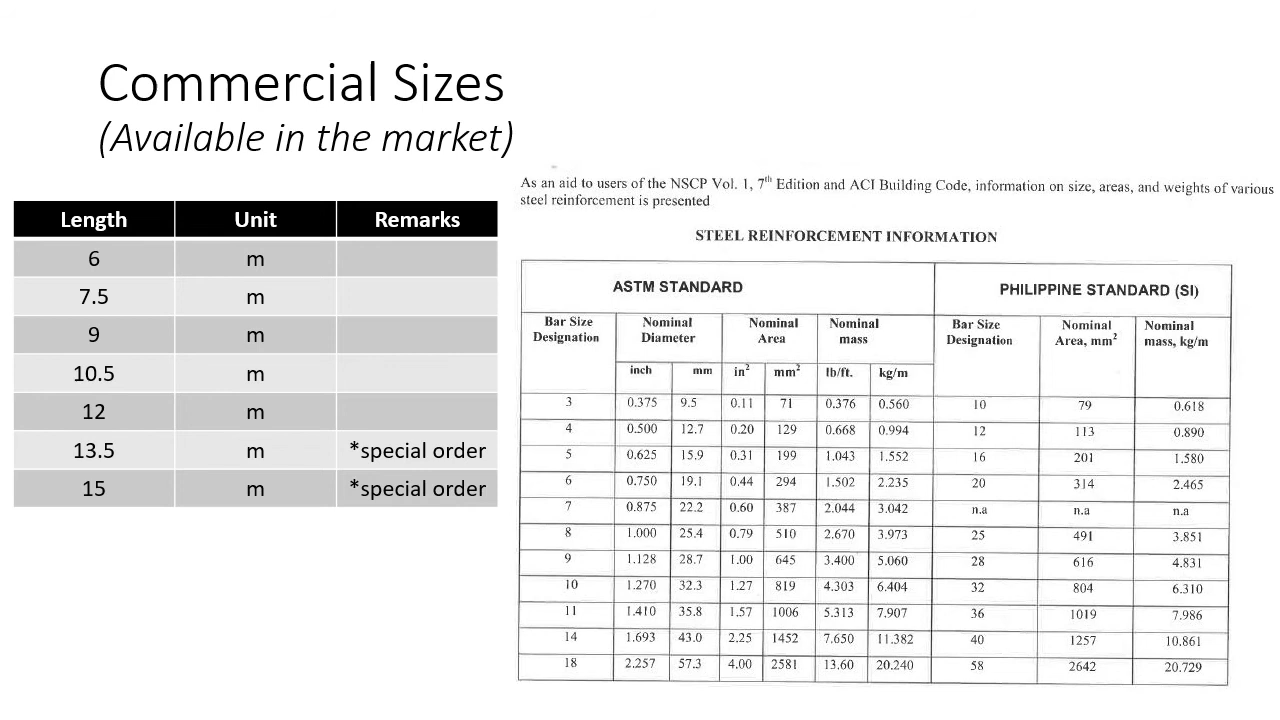 Commercial Sizes
(Available in the market)
Length Unit Remarks
6 m
7.5 m
9 m
10.5 m
12 m
13.5 m *special order
15 m *special order
As an aid to users of the NSCP Vol. 1, 7th Edition and ACI Building Code, information on size, areas, and weights of various
steel reinforcement is presented
STEEL REINFORCEMENT INFORMATION
ASTM STANDARD PHILIPPINE STANDARD (SI)
Bar Size Nominal Nominal Nominal Bar Size Nominal Nominal
Designation Diameter Area mass Designation Area, mm² mass, kg/m
inch mm in² mm² lb/ft. kg/m
3 0.375 9.5 0.11 71 0.376 0.560 10 79 0.618
4 0.500 12.7 0.20 129 0.668 0.994 12 113 0.890
5 0.625 15.9 0.31 199 1.043 1.552 16 201 1.580
6 0.750 19.1 0.44 294 1.502 2.235 20 314 2.465
7 0.875 22.2 0.60 387 2.044 3.042 n.a n.a n.a
8 1.000 25.4 0.79 510 2.670 3.973 25 491 3.851
9 1.128 28.7 1.00 645 3.400 5.060 28 616 4.831
10 1.270 32.3 1.27 819 4.303 6.404 32 804 6.310
11 1.410 35.8 1.57 1006 5.313 7.907 36 1019 7.986
14 1.693 43.0 2.25 1452 7.650 11.382 40 1257 10.861
18 2.257 57.3 4.00 2581 13.60 20.240 58 2642 20.729